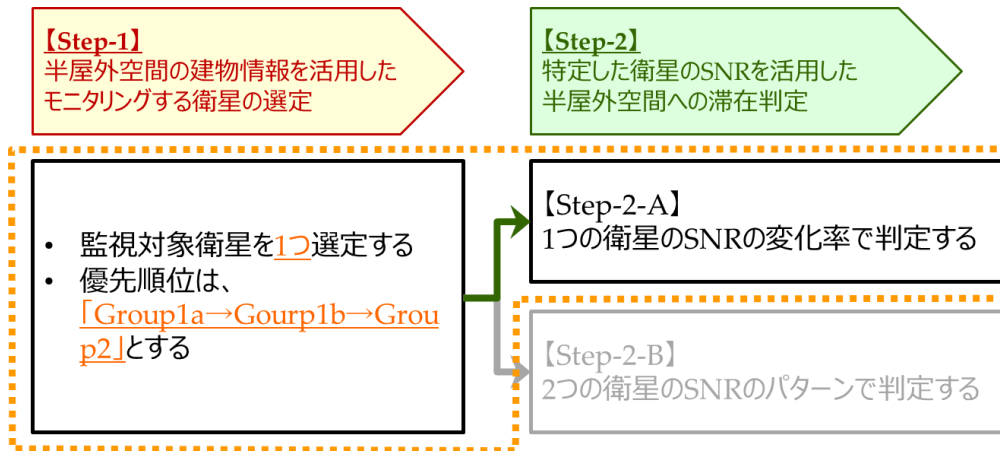 【Step-1】
半屋外空間の建物情報を活用した
モニタリングする衛星の選定
【Step-2】
特定した衛星のSNRを活用した
半屋外空間への滞在判定
• 監視対象衛星を1つ選定する
• 優先順位は、
「Group1a→Gourp1b→Grou
p2」とする
【Step-2-A】
1つの衛星のSNRの変化率で判定する
【Step-2-B】
2つの衛星のSNRのパターンで判定する